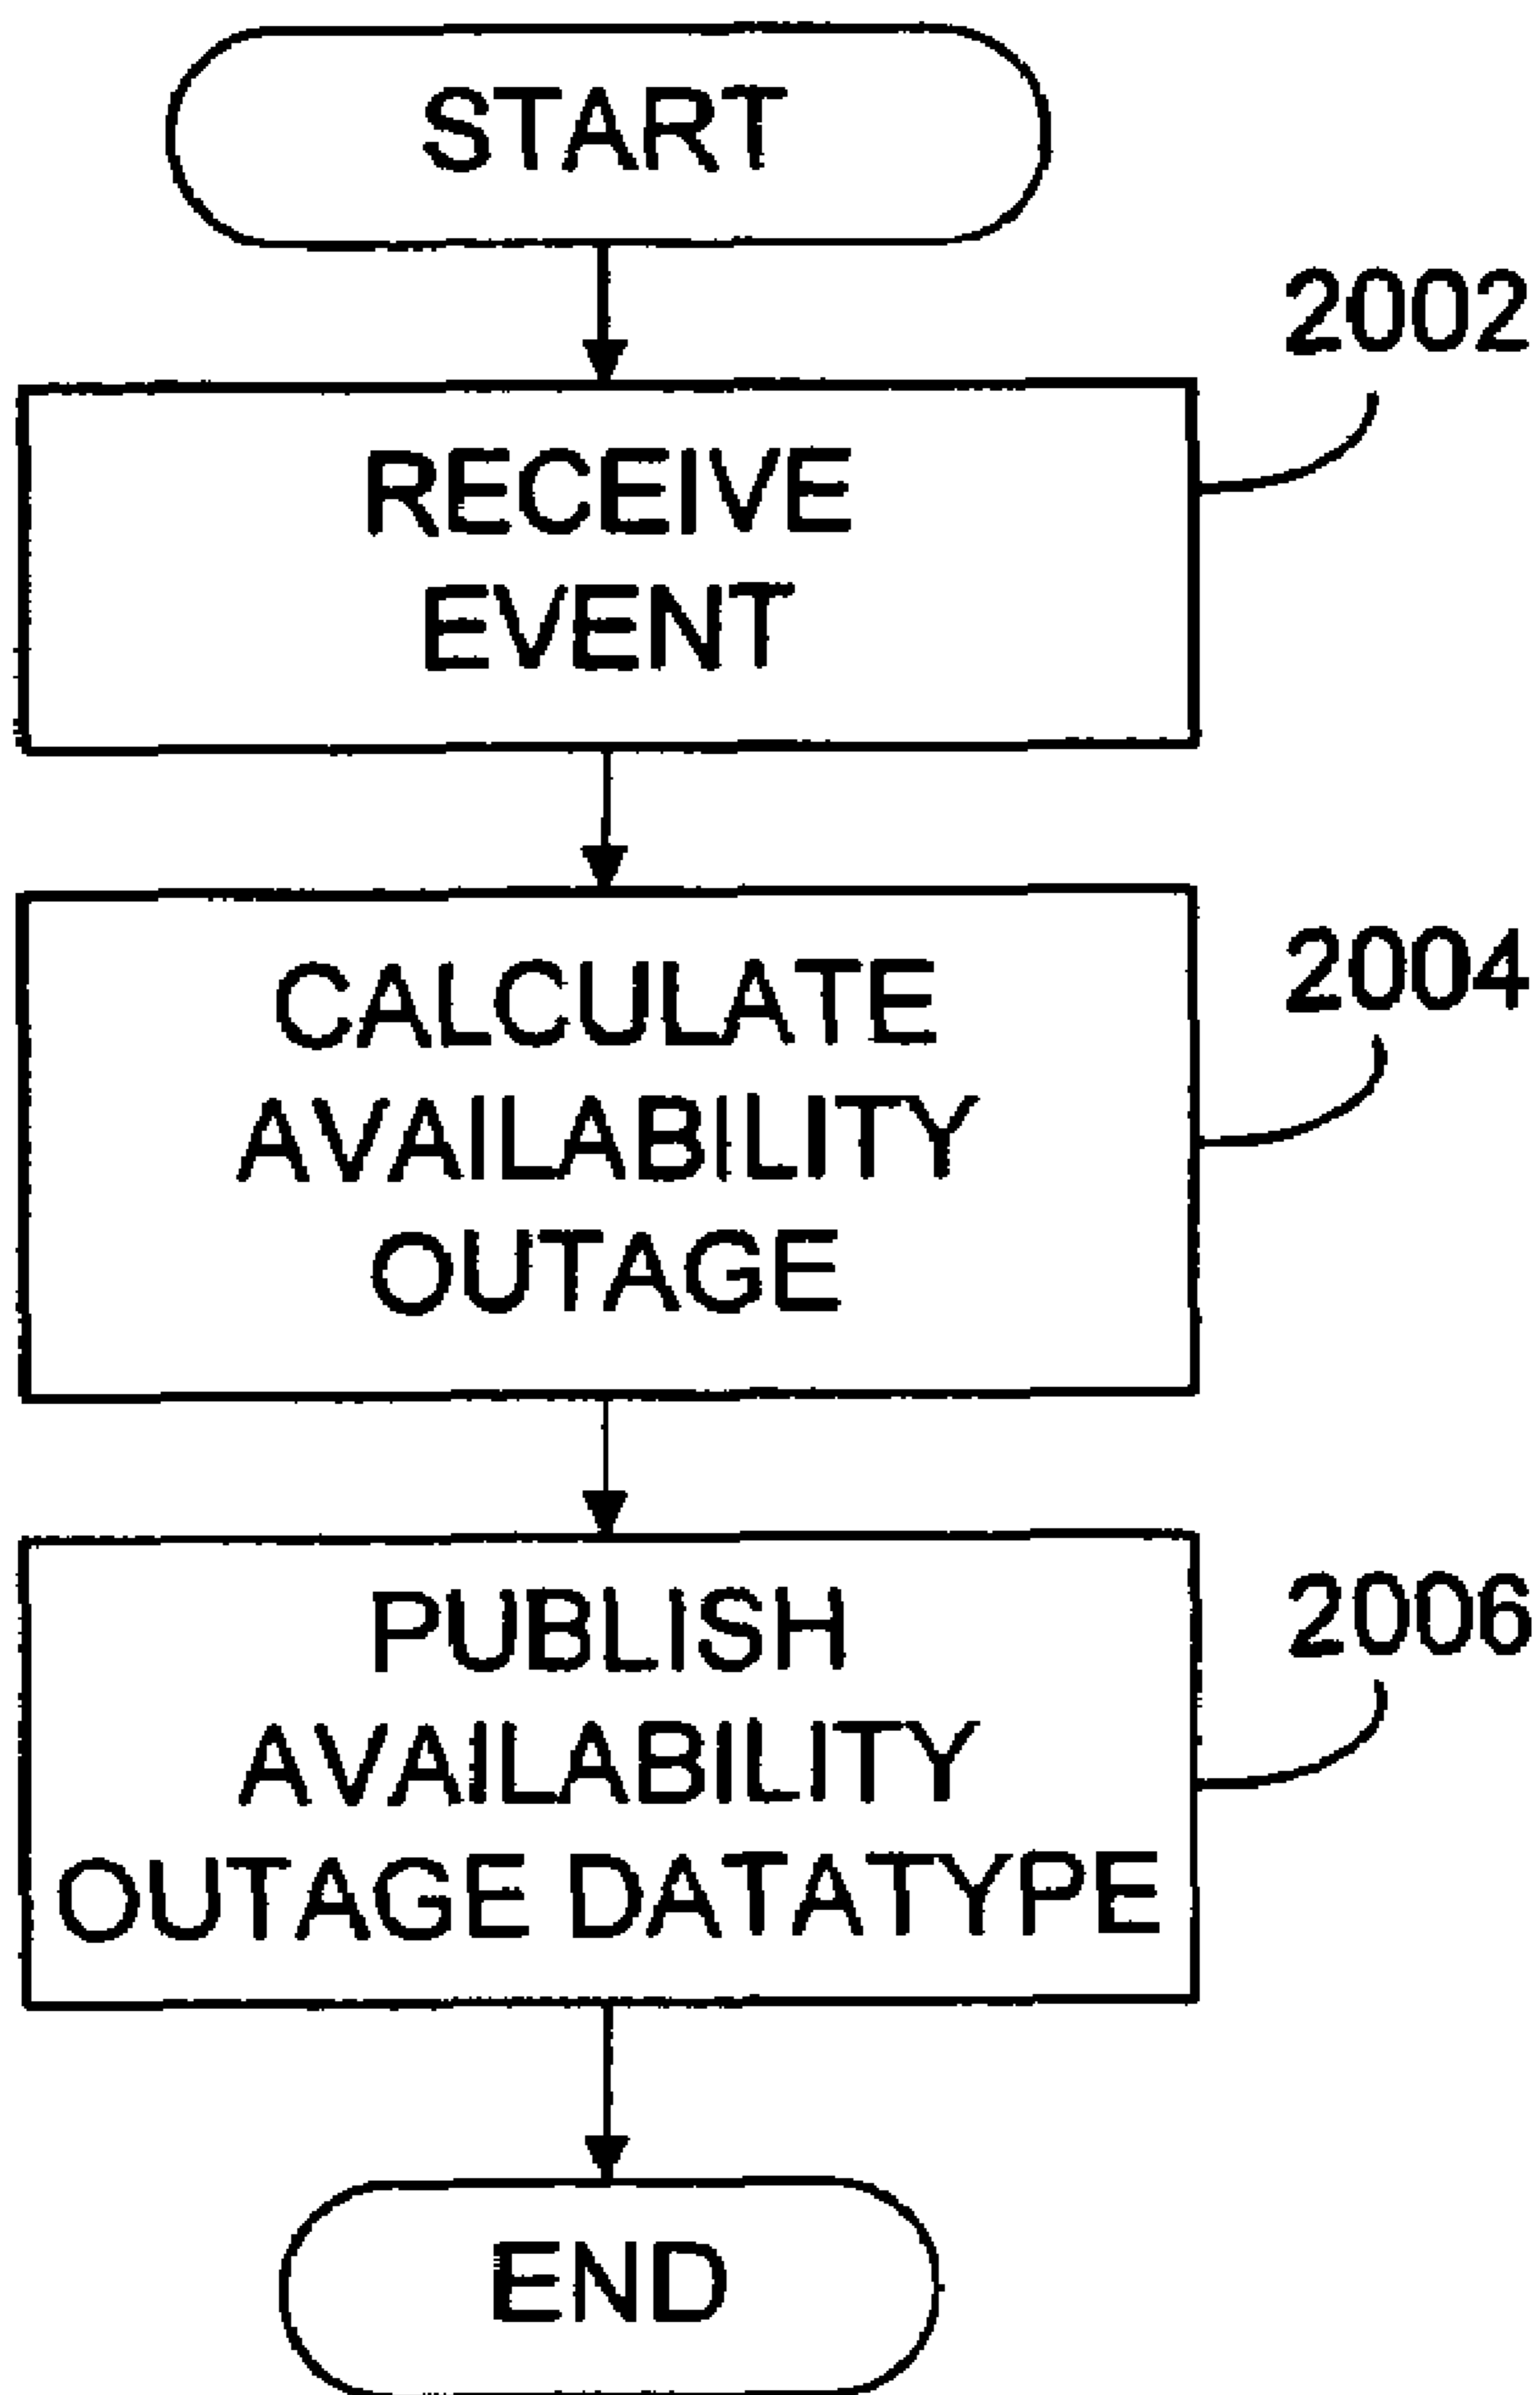 START
2002
RECEIVE
EVENT
2004
CALCULATE
AVAILABILITY
OUTAGE
2006
PUBLISH
AVAILABILITY
OUTAGE DATATYPE
END